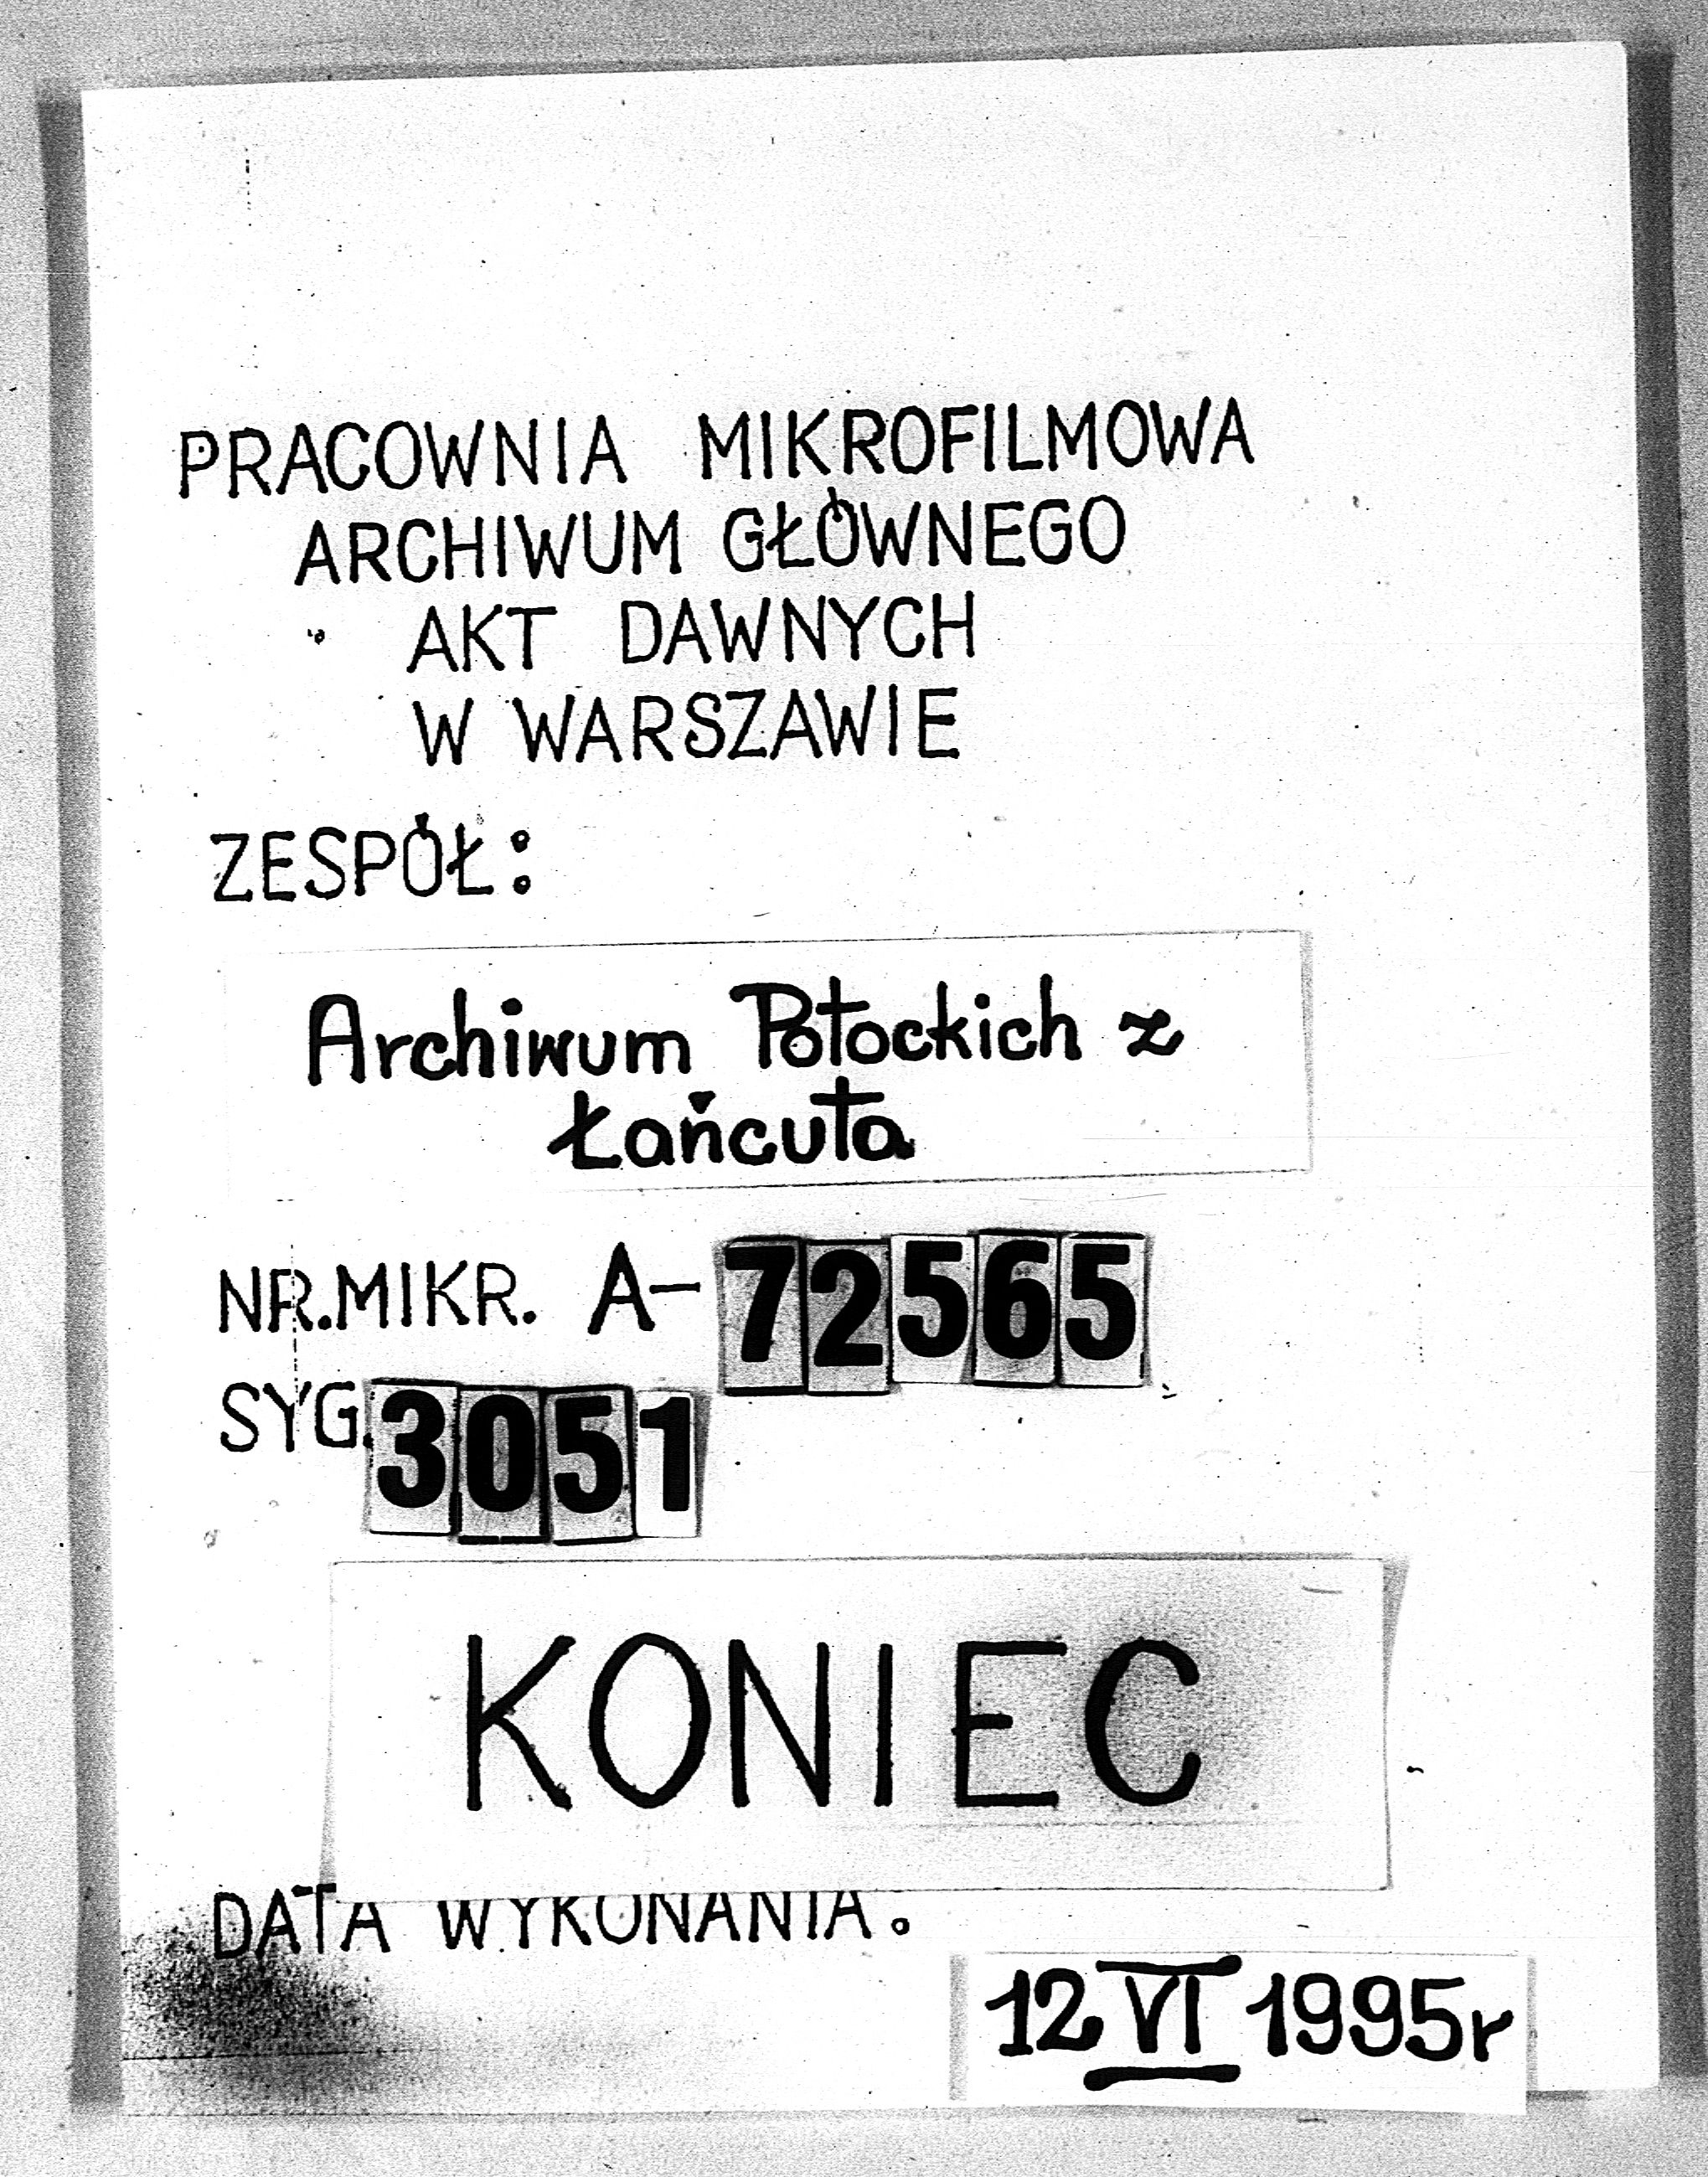 PRACOWNIA MIKROFILMOWA
ARCHIWUM GŁÓWNEGO
AKT DAWNYCH
W WARSZAWIE
ZESPÓŁ:
Archiwum Potockich z
Łańcuta
NR.MIKR. A-72565
SYG.3051
KONIEC
DATA WYKONANIA.
12 VI 1995r